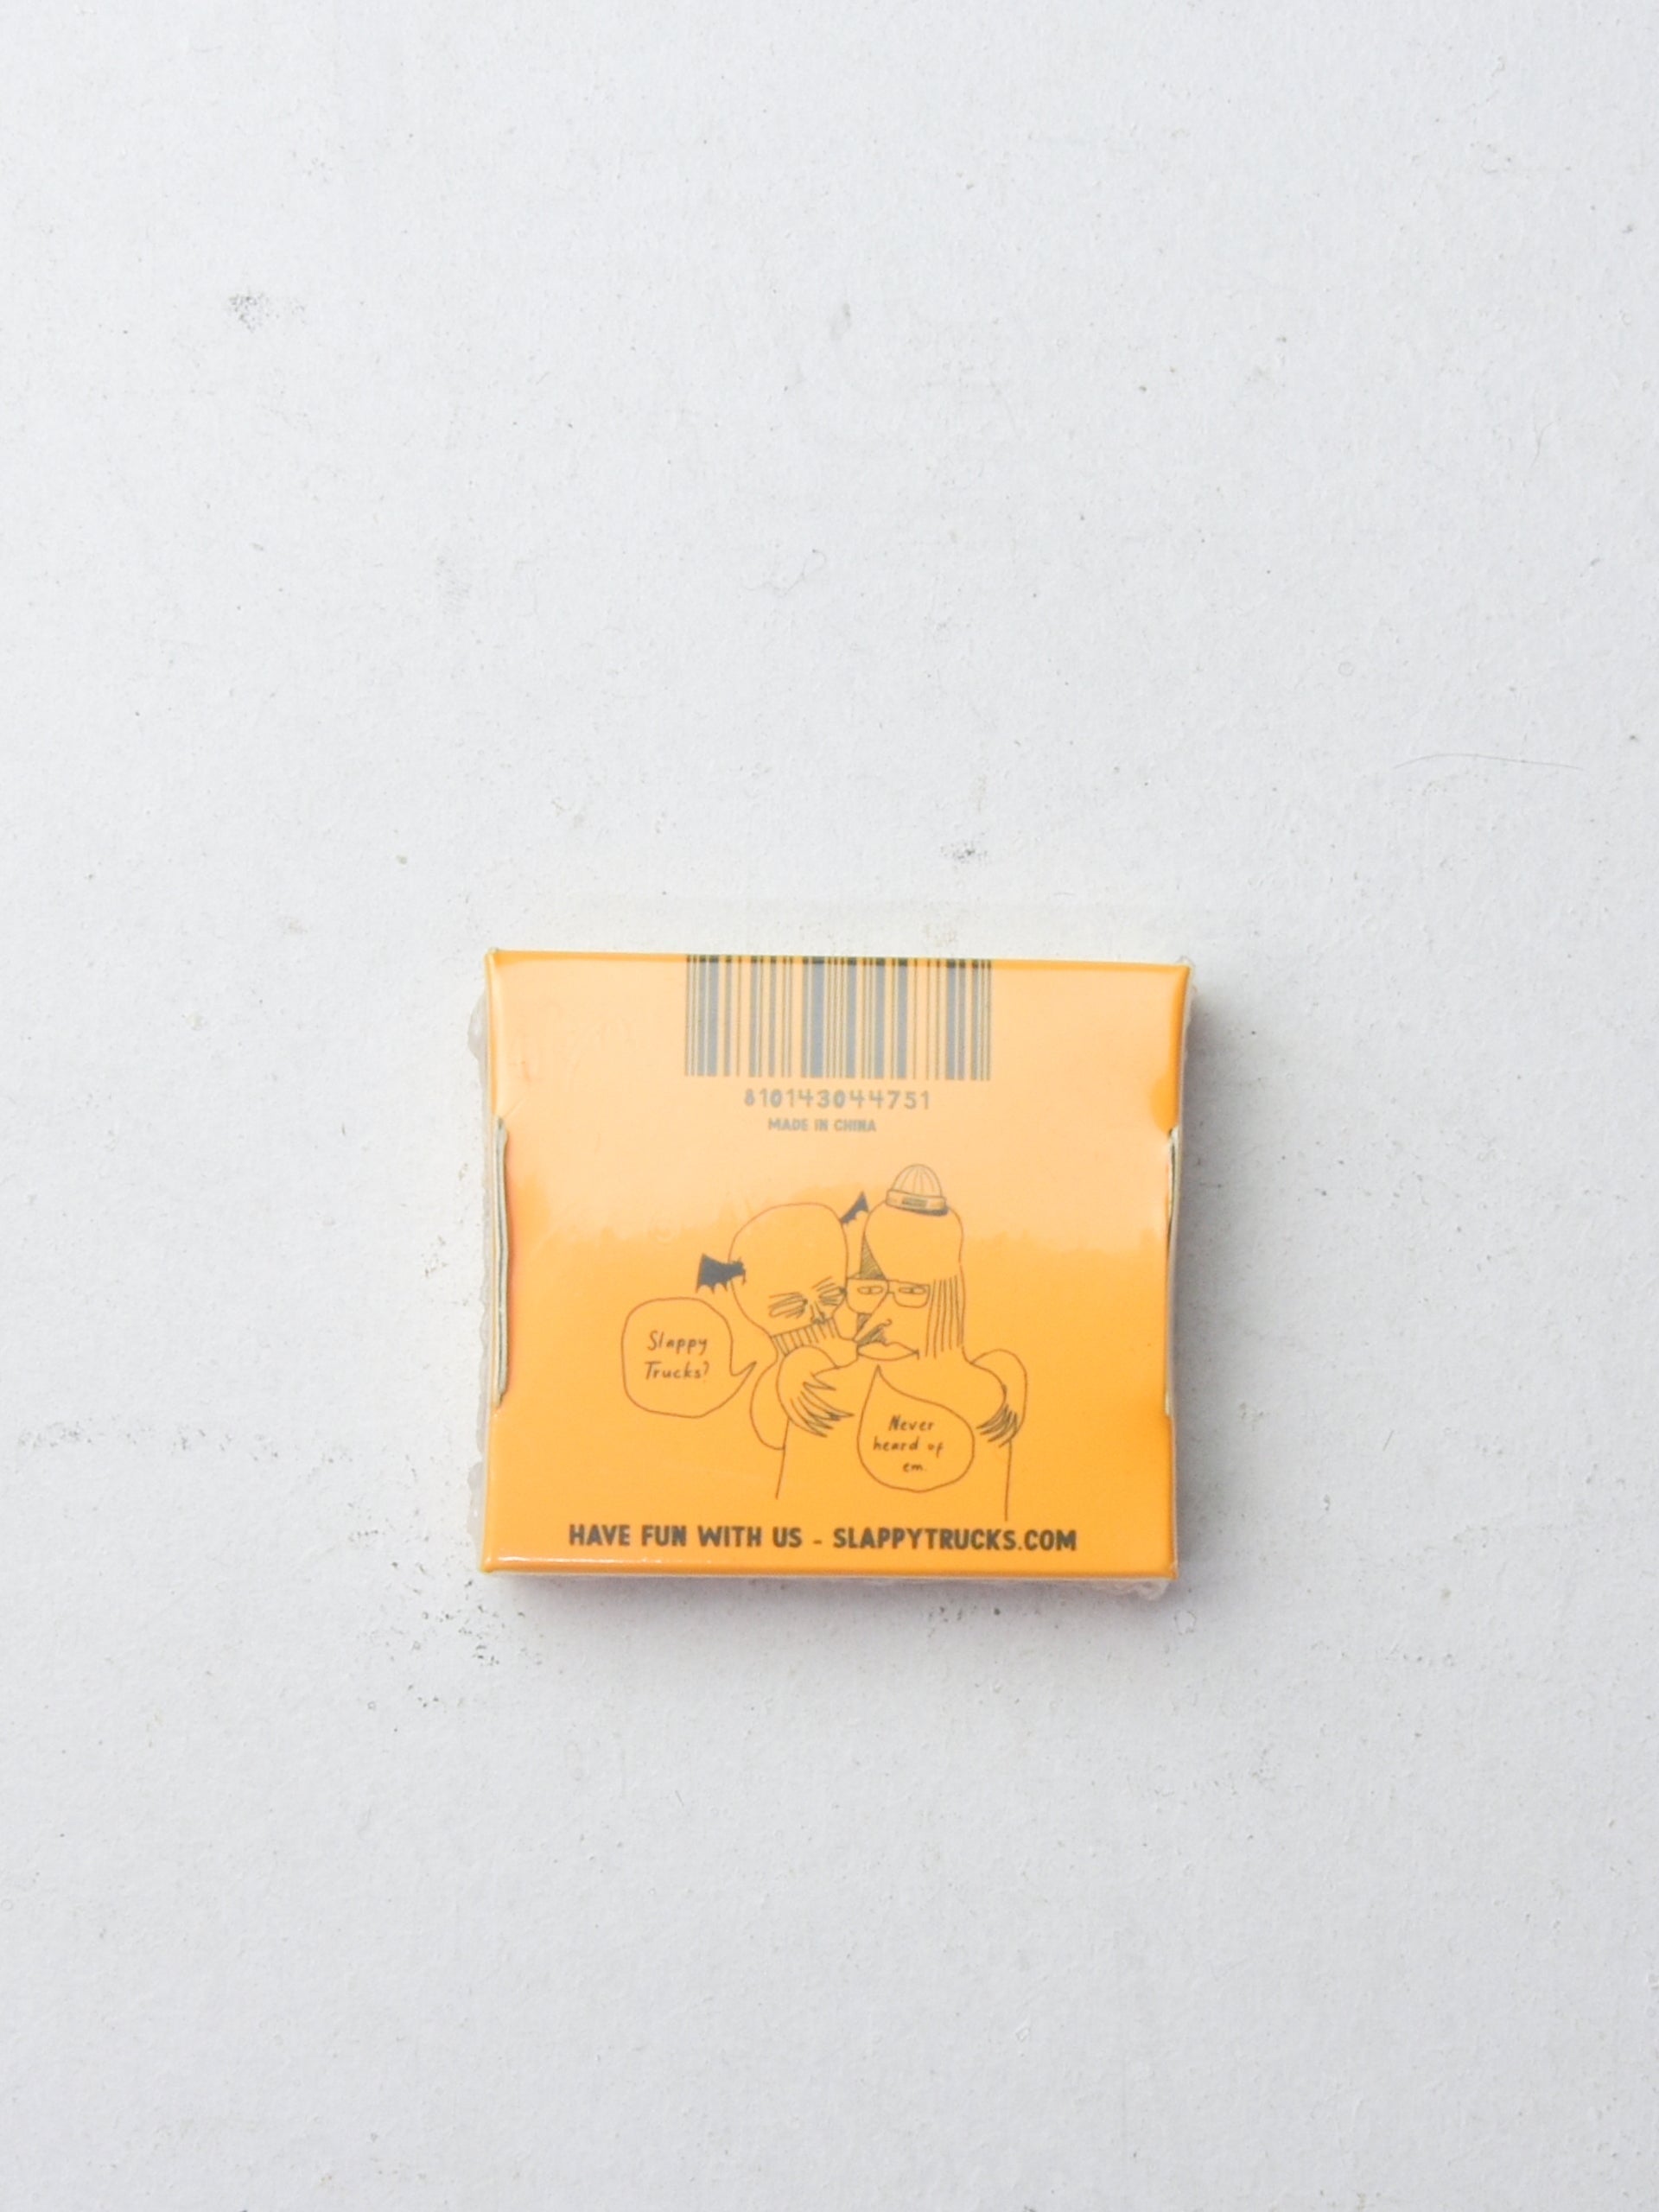 810143044751
MADE IN CHINA
Slappy
Trucks?
Never
heard of
em.
HAVE FUN WITH US - SLAPPYTRUCKS.COM